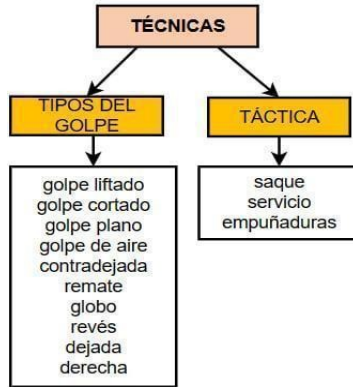 TÉCNICAS
TIPOS DEL
GOLPE
golpe liftado
golpe cortado
golpe plano
golpe de aire
contradejada
remate
globo
revés
dejada
derecha
TÁCTICA
saque
servicio
empuñaduras